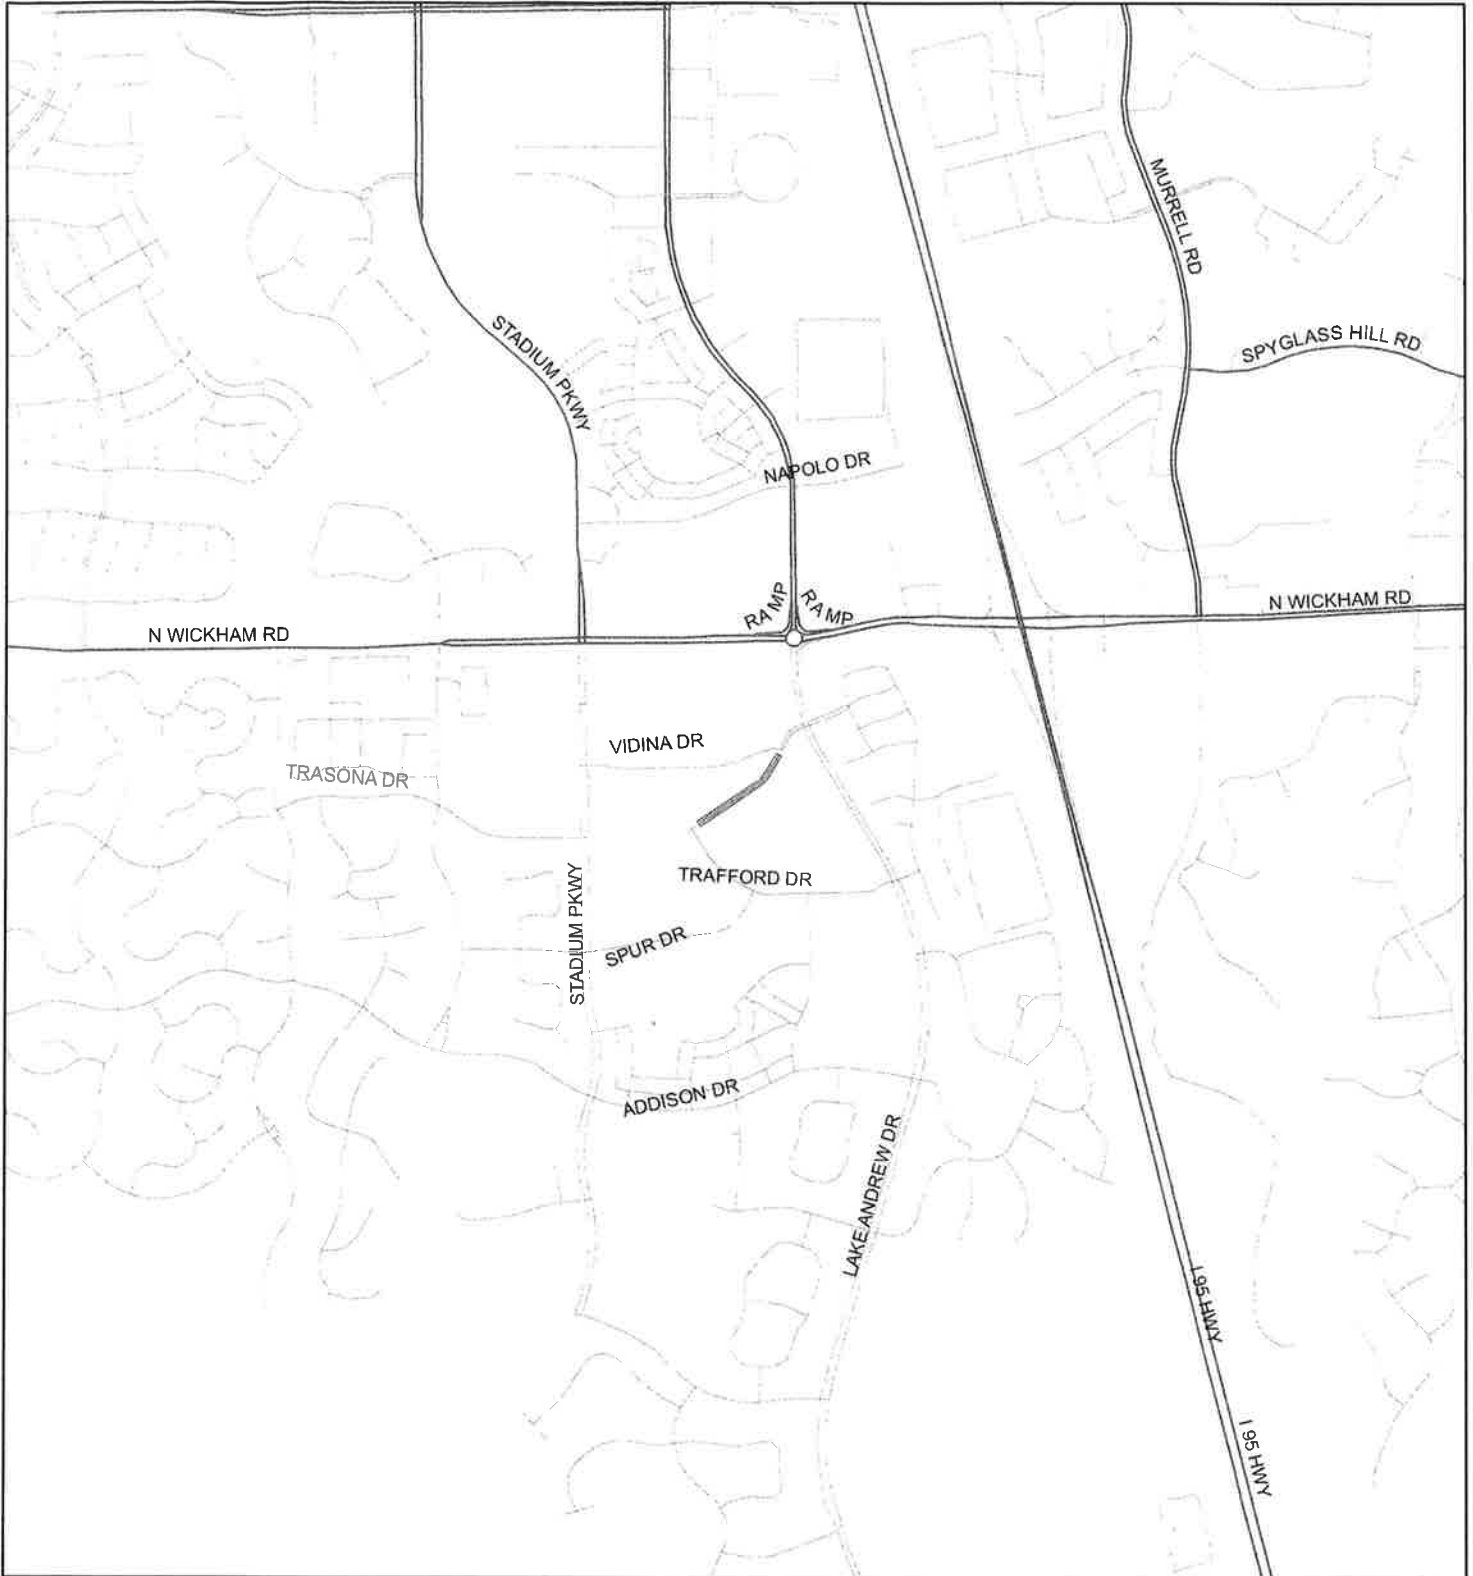 MURRELL RD
STADIUM PKWY
SPYGLASS HILL RD
NAPOLO DR
RAMP
RAMP
N WICKHAM RD
N WICKHAM RD
VIDINA DR
TRASONA DR
TRAFFORD DR
STADIUM PKWY
SPUR DR
ADDISON DR
LAKE ANDREW DR
I 95 HWY
I 95 HWY